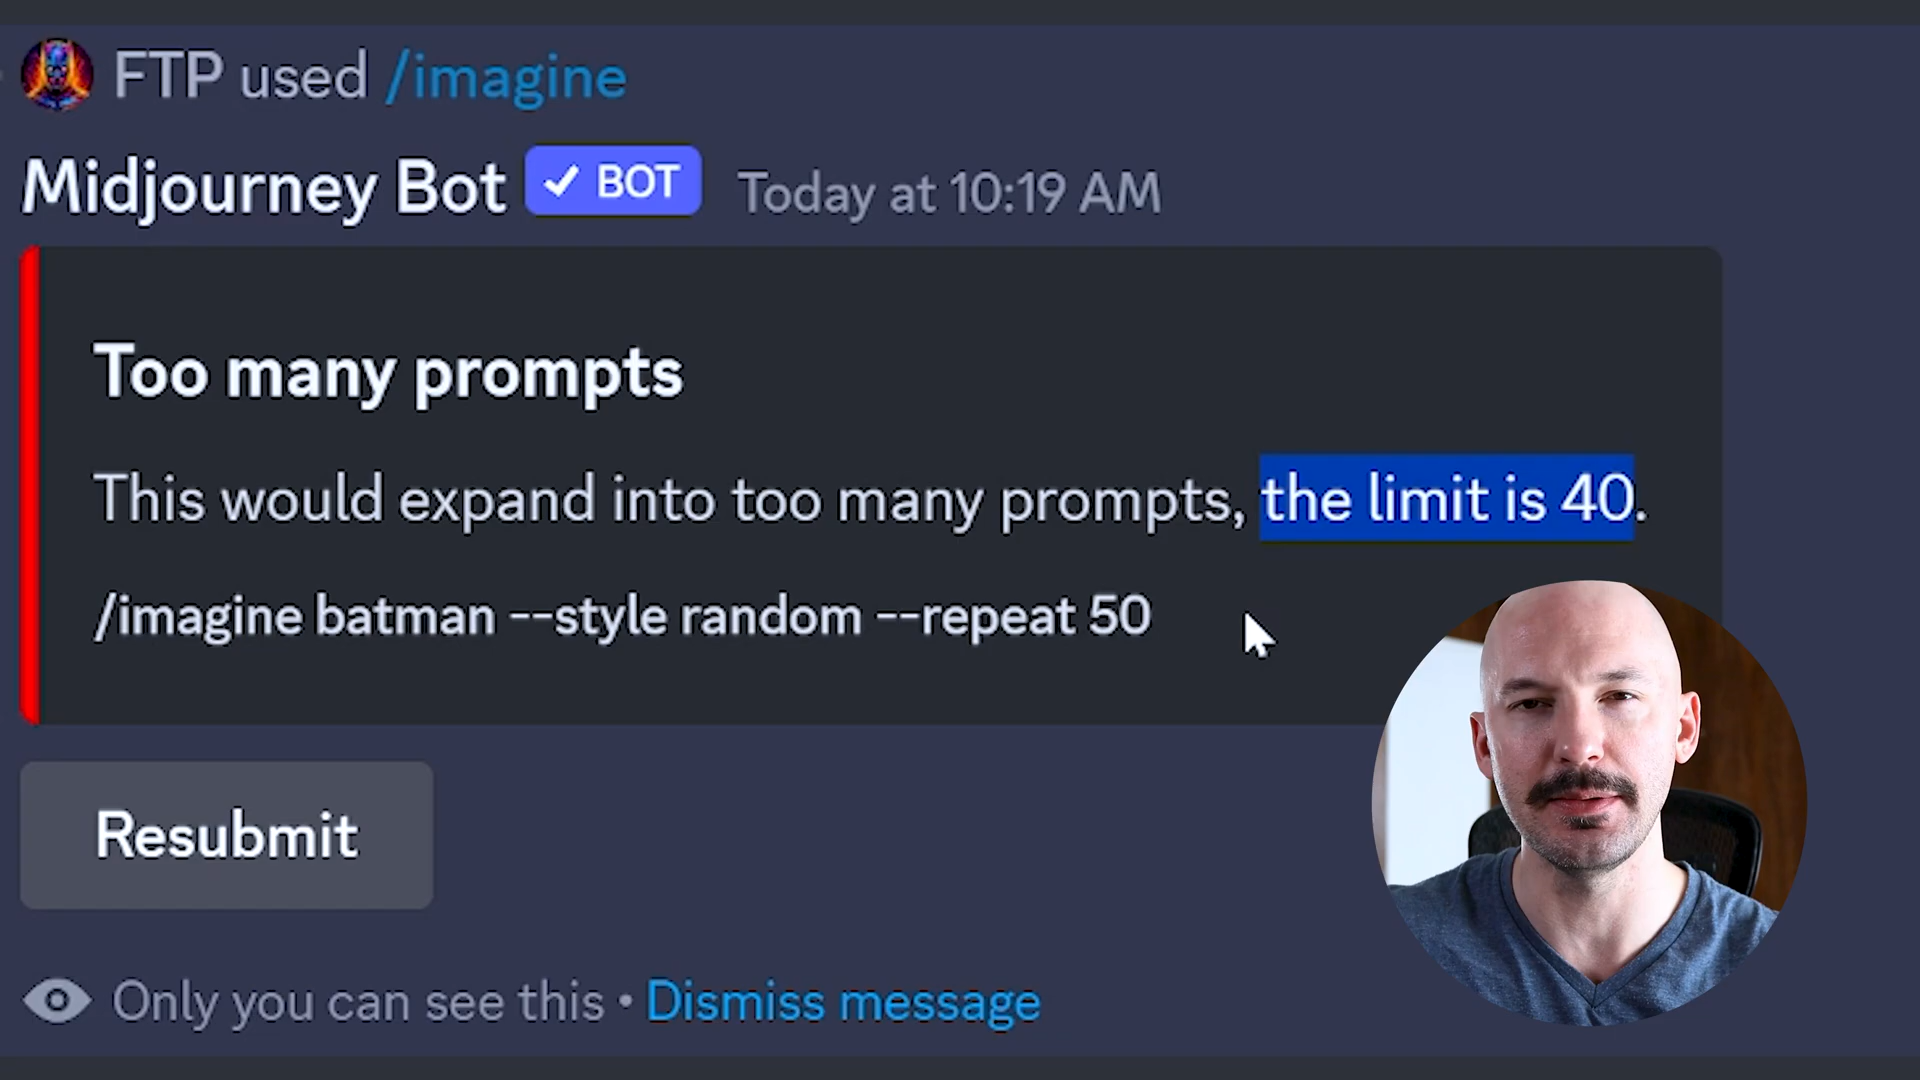 FTP used /imagine
Midjourney Bot ✓ BOT Today at 10:19 AM
Too many prompts
This would expand into too many prompts, the limit is 40.
/imagine batman --style random --repeat 50
Resubmit
Only you can see this • Dismiss message